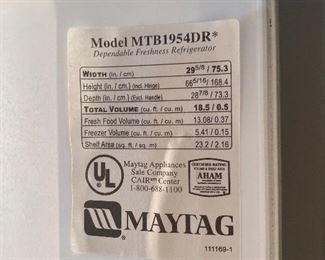 Model MTB1954DR*
Dependable Freshness Refrigerator
WIDTH (in. / cm.) 29 5/8 / 75.3
Height (in. / cm.) (Incl. Hinge) 66 5/16 / 168.4
Depth (in. / cm.) (Excl. Handle) 28 7/8 / 73.3
TOTAL VOLUME (cu. ft. / cu. m.) 18.5 / 0.5
Fresh Food Volume (cu. ft. / cu. m) 13.08/ 0.37
Freezer Volume (cu. ft. / cu. m) 5.41 / 0.15
Shelf Area (sq. ft. / sq. m) 23.2 / 2.16
UL
®
Maytag Appliances
Sale Company
CAIR℠ Center
1-800-688-1100
AHAM
MAYTAG
111169-1